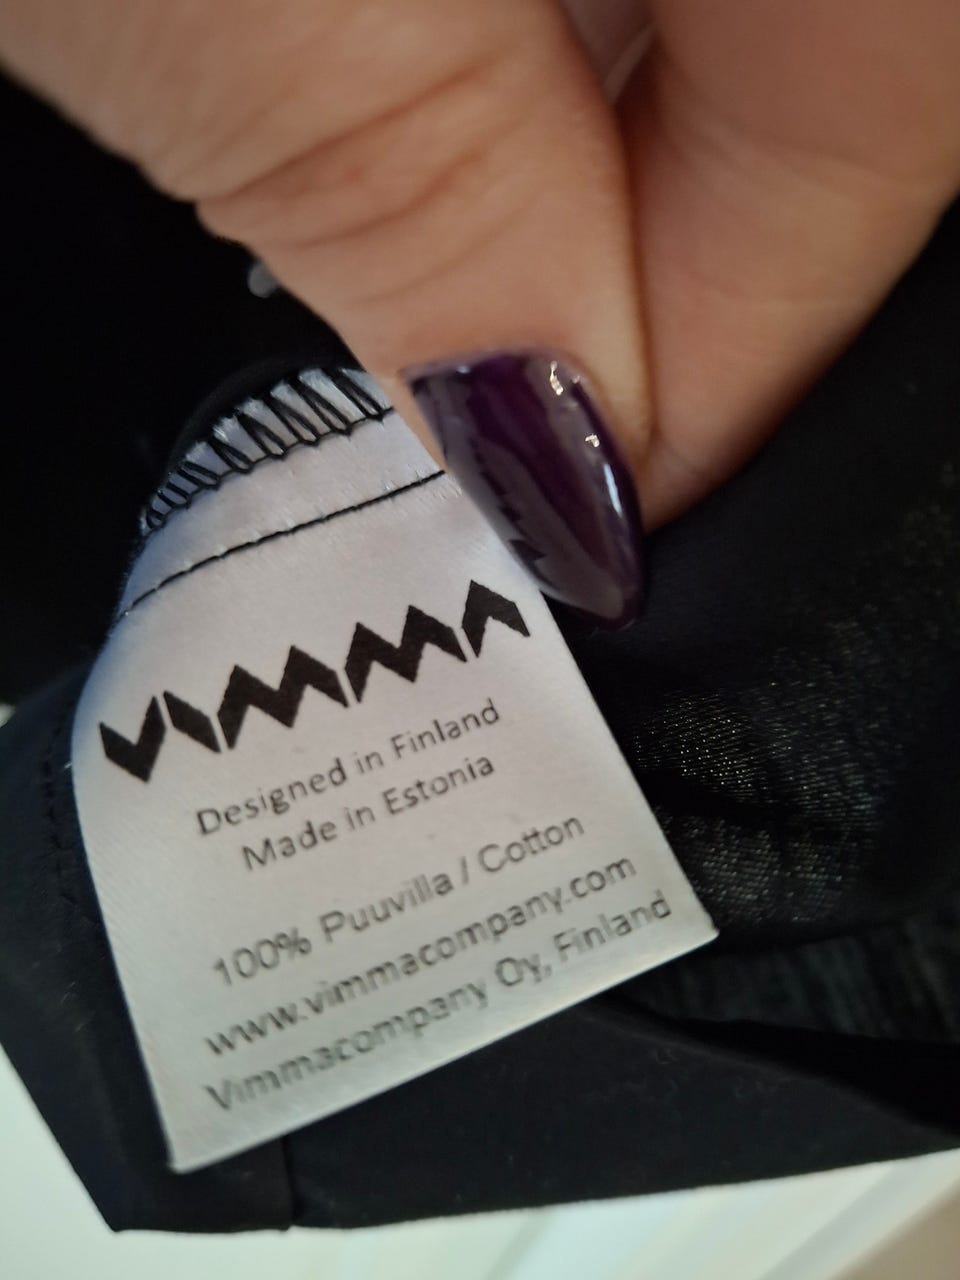 VIMMA
Designed in Finland
Made in Estonia
100% Puuvilla / Cotton
www.vimmacompany.com
Vimmacompany Oy, Finland